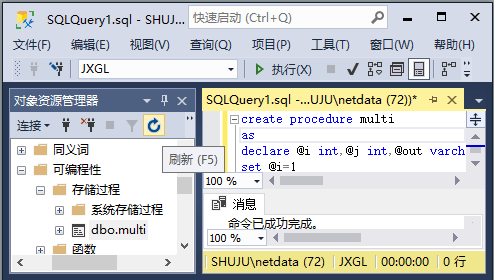 SQLQuery1.sql - SHUJU...
快速启动 (Ctrl+Q)
文件(F) 编辑(E) 视图(V) 查询(Q) 项目(P) 工具(T) 窗口(W) 帮助(H)
JXGL 执行(X)
对象资源管理器
连接
同义词
可编程性
刷新 (F5)
存储过程
系统存储过程
dbo.multi
函数
SQLQuery1.sql -...UJU\netdata (72))*
create procedure multi
as
declare @i int,@j int,@out varch
set @i=1
100 %
消息
命令已成功完成。
100 %
SHUJU\netdata (72) JXGL 00:00:00 0 行